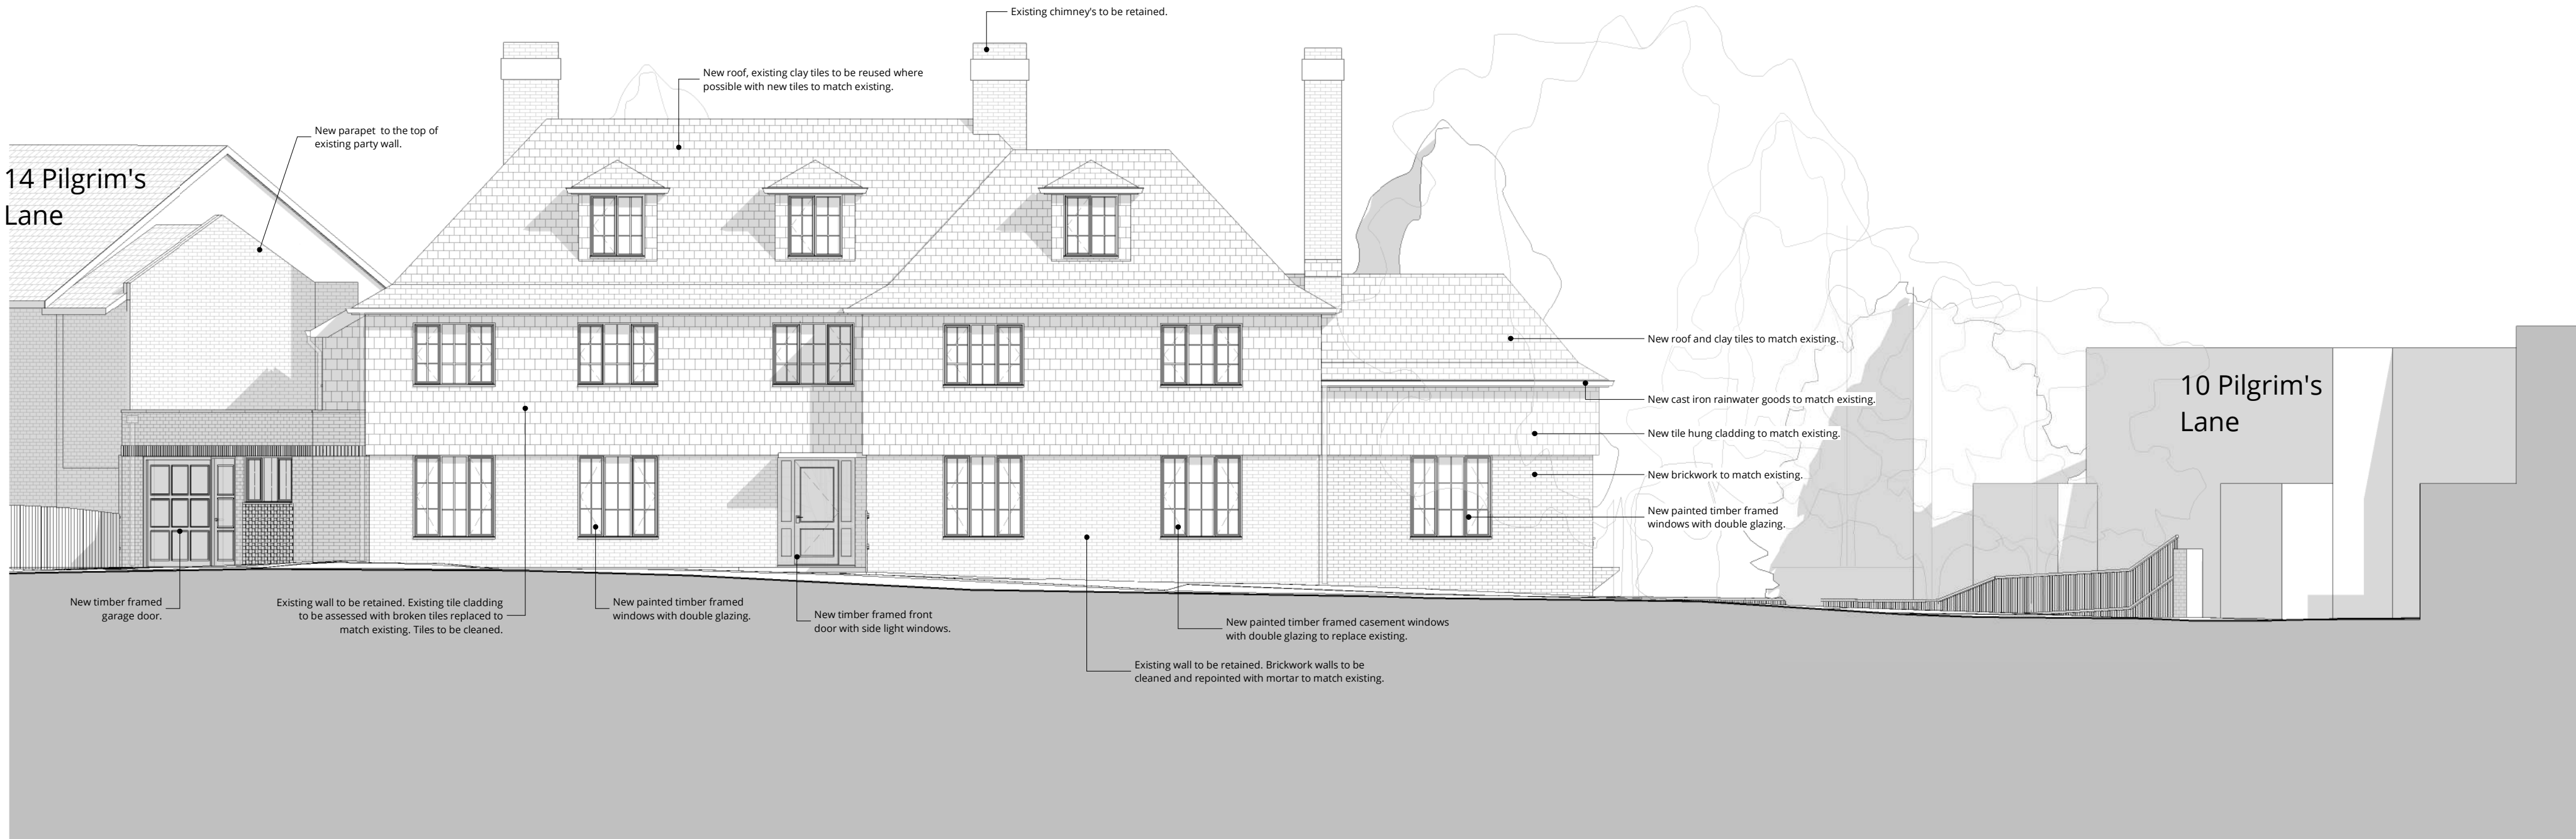 Existing chimney's to be retained.
New roof, existing clay tiles to be reused where
possible with new tiles to match existing.
New parapet to the top of
existing party wall.
14 Pilgrim's
Lane
New roof and clay tiles to match existing.
10 Pilgrim's
Lane
New cast iron rainwater goods to match existing.
New tile hung cladding to match existing.
New brickwork to match existing.
New painted timber framed
windows with double glazing.
New timber framed
garage door.
Existing wall to be retained. Existing tile cladding
to be assessed with broken tiles replaced to
match existing. Tiles to be cleaned.
New painted timber framed
windows with double glazing.
New timber framed front
door with side light windows.
New painted timber framed casement windows
with double glazing to replace existing.
Existing wall to be retained. Brickwork walls to be
cleaned and repointed with mortar to match existing.